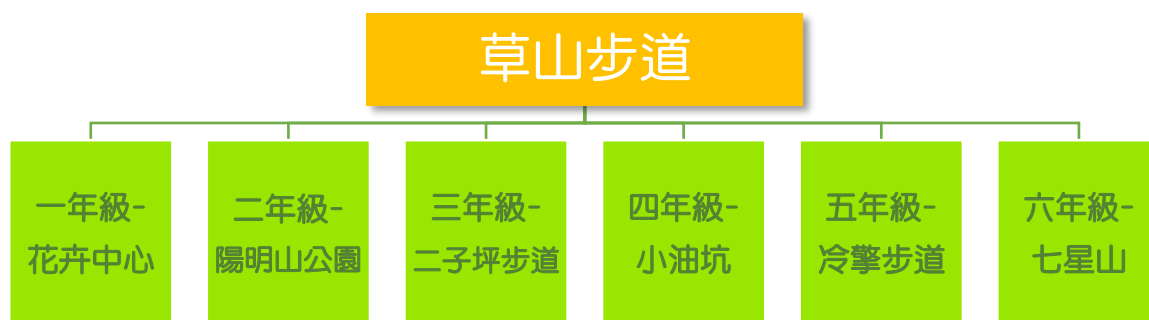 草山步道
一年級-
花卉中心
二年級-
陽明山公園
三年級-
二子坪步道
四年級-
小油坑
五年級-
冷擎步道
六年級-
七星山